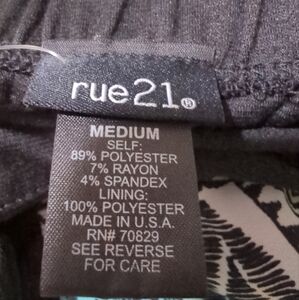 rue21®
MEDIUM
SELF:
89% POLYESTER
7% RAYON
4% SPANDEX
LINING:
100% POLYESTER
MADE IN U.S.A.
RN# 70829
SEE REVERSE
FOR CARE